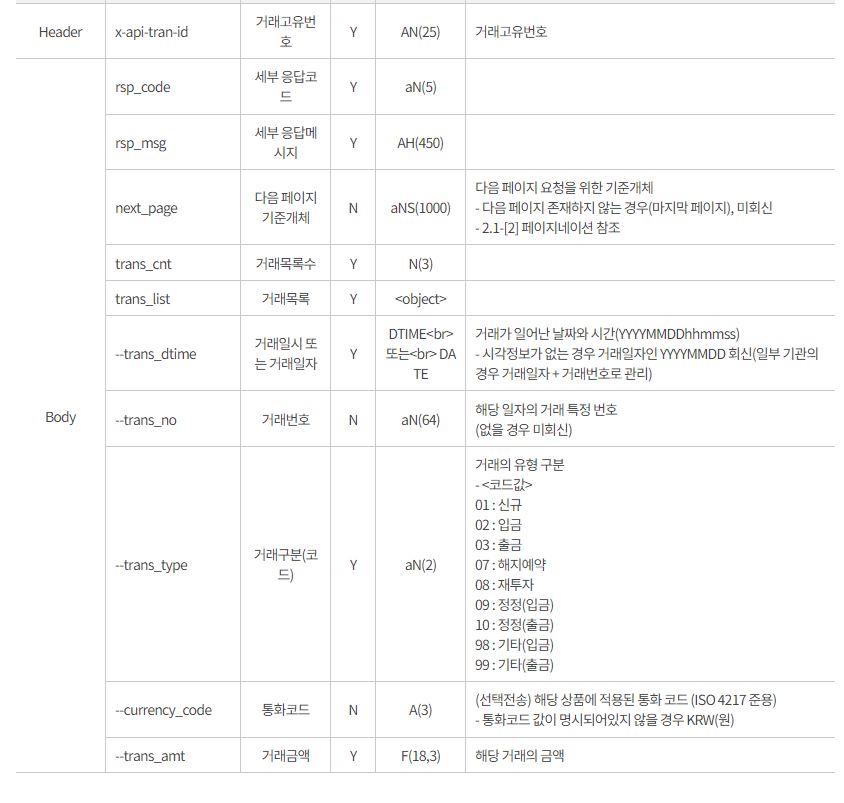 Header x-api-tran-id 거래고유번호 Y AN(25) 거래고유번호
Body
rsp_code 세부 응답코드 Y aN(5)
rsp_msg 세부 응답메시지 Y AH(450)
next_page 다음 페이지 기준개체 N aNS(1000) 다음 페이지 요청을 위한 기준개체
- 다음 페이지 존재하지 않는 경우(마지막 페이지), 미회신
- 2.1-[2] 페이지네이션 참조
trans_cnt 거래목록수 Y N(3)
trans_list 거래목록 Y <object>
--trans_dtime 거래일시 또는 거래일자 Y DTIME<br>또는<br> DATE 거래가 일어난 날짜와 시간(YYYYMMDDhhmmss)
- 시각정보가 없는 경우 거래일자인 YYYYMMDD 회신(일부 기관의
경우 거래일자 + 거래번호로 관리)
--trans_no 거래번호 N aN(64) 해당 일자의 거래 특정 번호
(없을 경우 미회신)
--trans_type 거래구분(코드) Y aN(2) 거래의 유형 구분
- <코드값>
01 : 신규
02 : 입금
03 : 출금
07 : 해지예약
08 : 재투자
09 : 정정(입금)
10 : 정정(출금)
98 : 기타(입금)
99 : 기타(출금)
--currency_code 통화코드 N A(3) (선택전송) 해당 상품에 적용된 통화 코드 (ISO 4217 준용)
- 통화코드 값이 명시되어있지 않을 경우 KRW(원)
--trans_amt 거래금액 Y F(18,3) 해당 거래의 금액